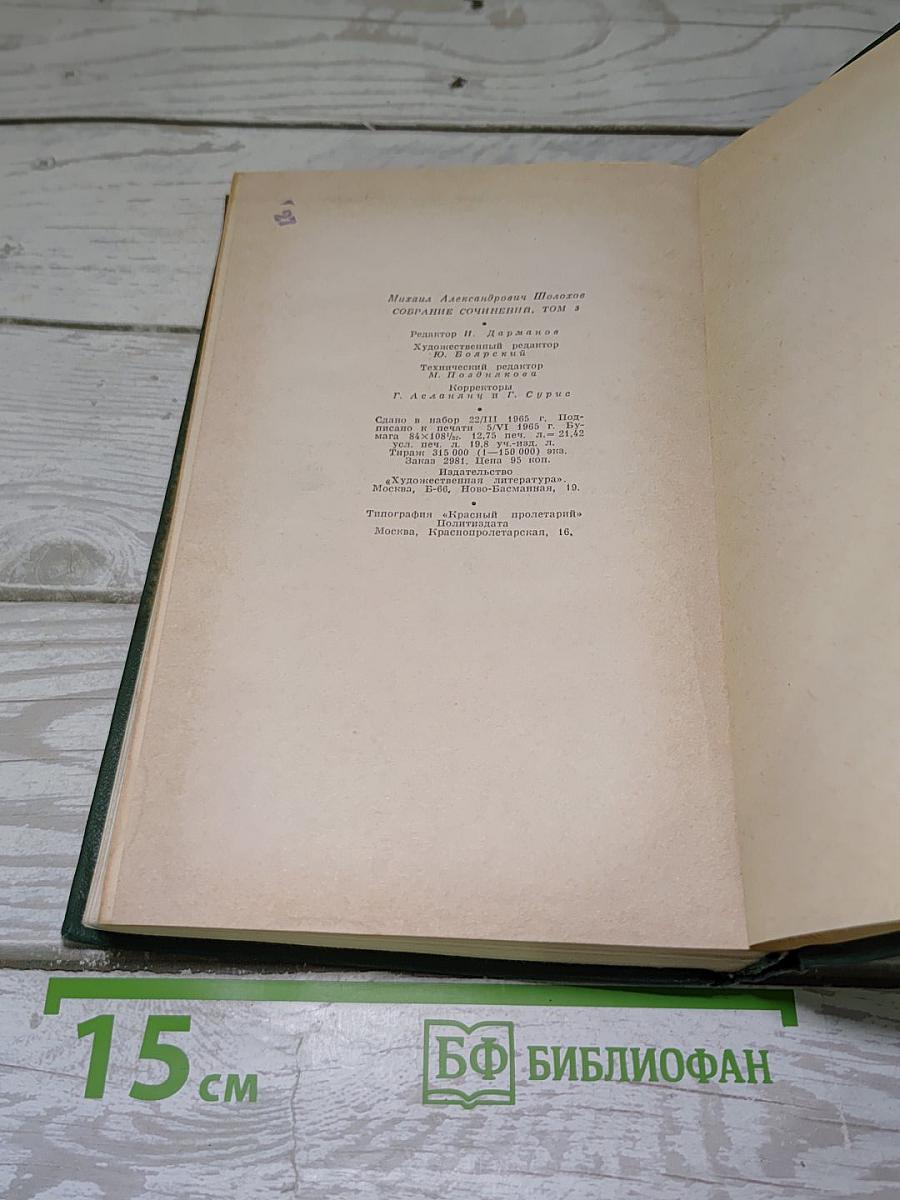 Михаил Александрович Шолохов
СОБРАНИЕ СОЧИНЕНИЙ, ТОМ 3
Редактор И. Дарманов
Художественный редактор
Ю. Боярский
Технический редактор
М. Позднякова
Корректоры
Г. Асланянц и Г. Сурис
Сдано в набор 22/III 1965 г. Под-
писано к печати 5/VI 1965 г. Бу-
мага 84×108¹/₃₂. 12,75 печ. л.= 21,42
усл. печ. л. 19,8 уч.-изд. л.
Тираж 315 000 (1—150 000) экз.
Заказ 2981. Цена 95 коп.
Издательство
«Художественная литература».
Москва, Б-66, Ново-Басманная, 19.
Типография «Красный пролетарий»
Политиздата
Москва, Краснопролетарская, 16.
15 см
БФ БИБЛИОФАН